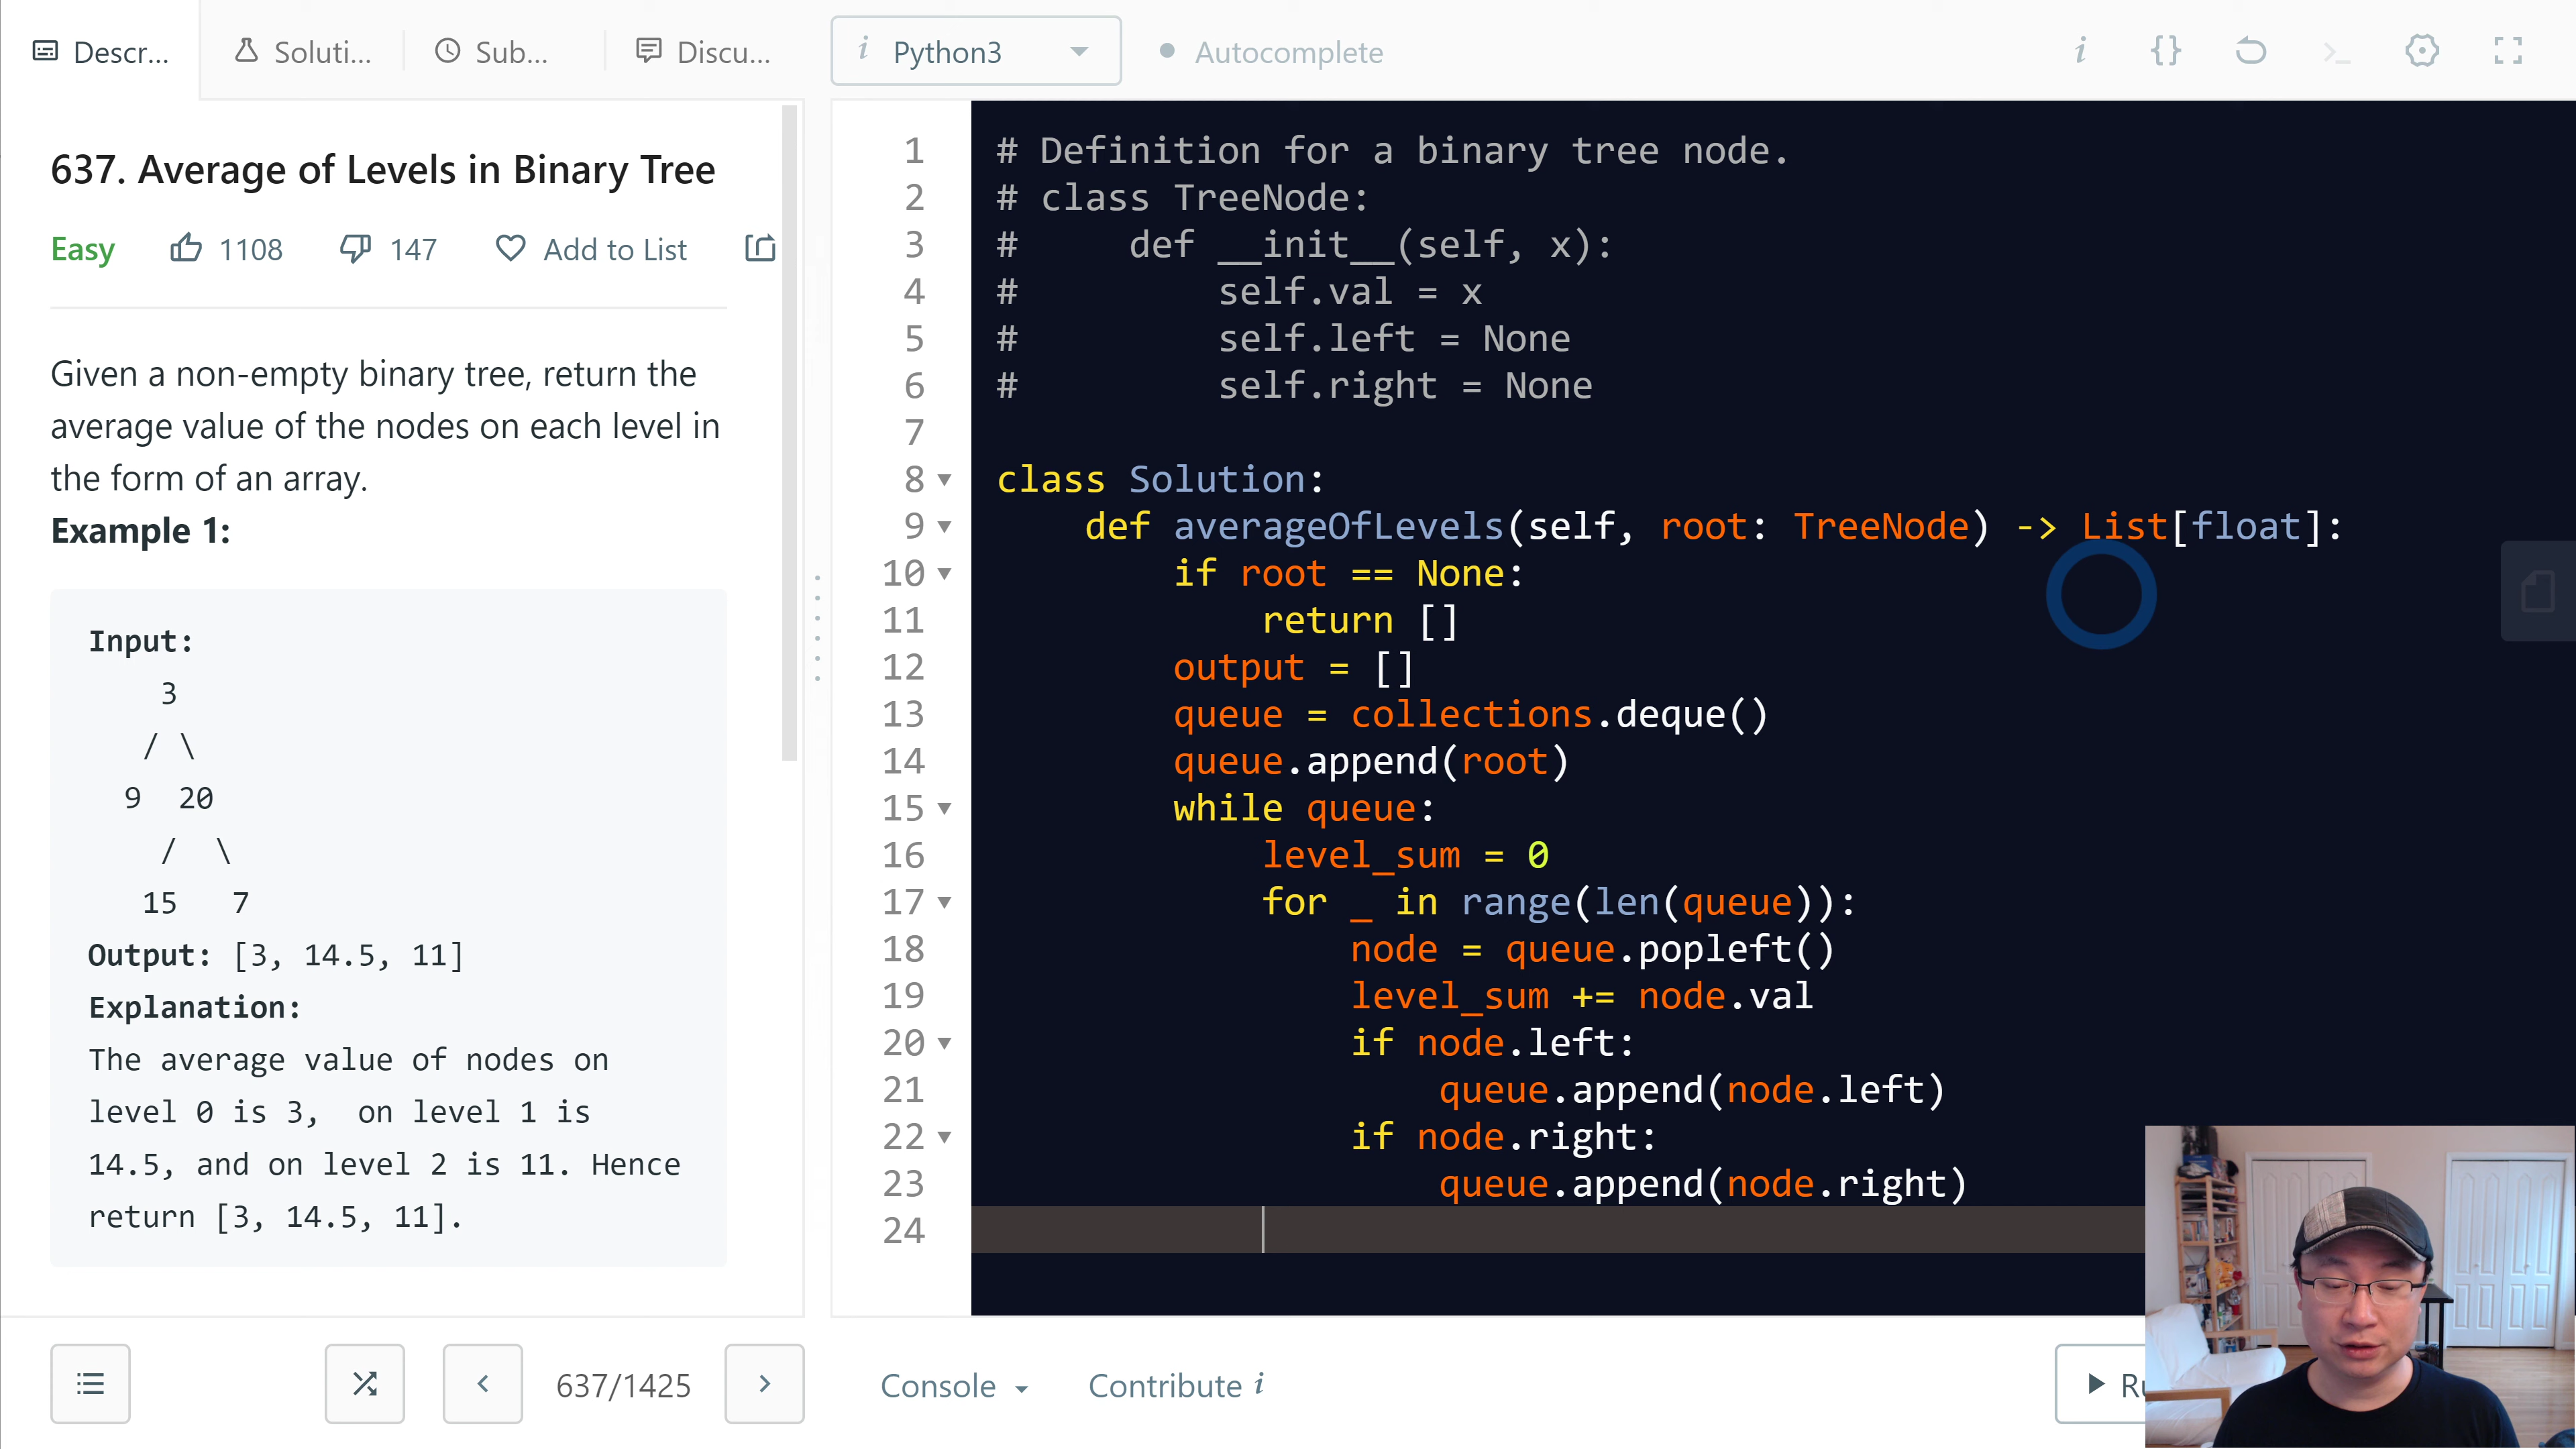 Descr...
Soluti...
Sub...
Discu...
i Python3
Autocomplete
i {} >_
637. Average of Levels in Binary Tree
Easy 1108 147 Add to List
Given a non-empty binary tree, return the
average value of the nodes on each level in
the form of an array.
Example 1:
Input:
3
/ \
9 20
/ \
15 7
Output: [3, 14.5, 11]
Explanation:
The average value of nodes on
level 0 is 3, on level 1 is
14.5, and on level 2 is 11. Hence
return [3, 14.5, 11].
1 # Definition for a binary tree node.
2 # class TreeNode:
3 #     def __init__(self, x):
4 #         self.val = x
5 #         self.left = None
6 #         self.right = None
7
8 class Solution:
9     def averageOfLevels(self, root: TreeNode) -> List[float]:
10         if root == None:
11             return []
12         output = []
13         queue = collections.deque()
14         queue.append(root)
15         while queue:
16             level_sum = 0
17             for _ in range(len(queue)):
18                 node = queue.popleft()
19                 level_sum += node.val
20                 if node.left:
21                     queue.append(node.left)
22                 if node.right:
23                     queue.append(node.right)
24
637/1425
Console
Contribute i